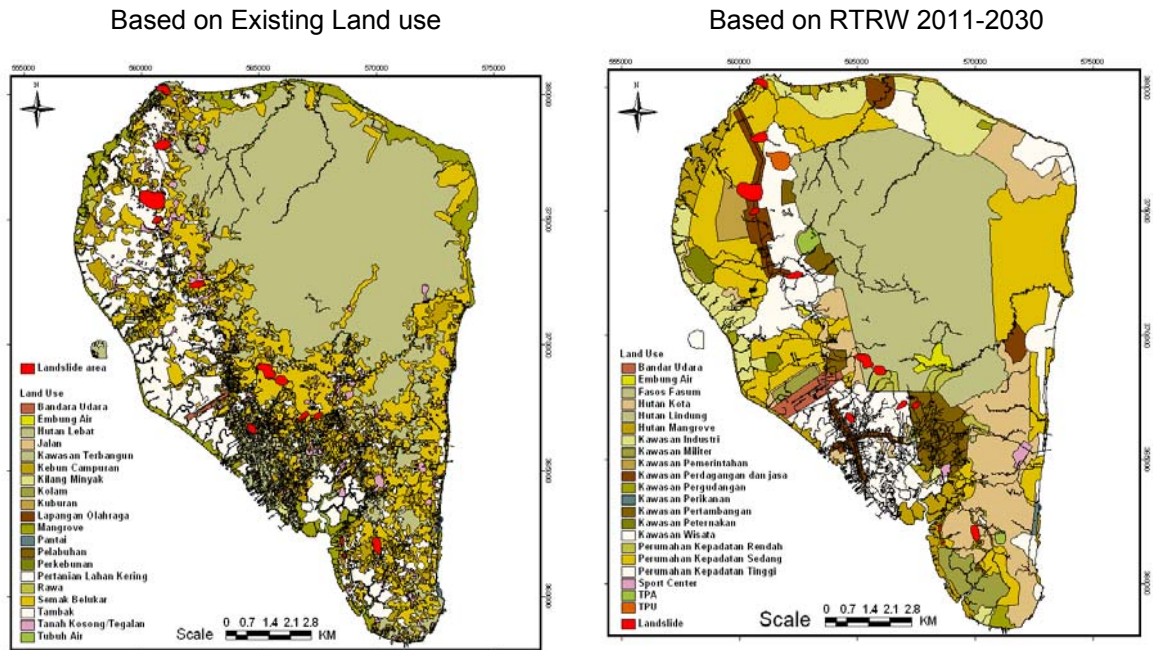 Based on Existing Land use
Based on RTRW 2011-2030
565000 560000 565000 570000 575000
N
Landslide area
Land Use
Bandara Udara
Embung Air
Hutan Lebat
Jalan
Kawasan Terbangun
Kebun Campuran
Kilang Minyak
Kolam
Kuburan
Lapangan Olahraga
Mangrove
Pantai
Pelabuhan
Perkebunan
Pertanian Lahan Kering
Rawa
Semak Belukar
Tambak
Tanah Kosong/Tegalan
Tubuh Air
Scale 0 0.7 1.4 2.1 2.8
KM
565000 560000 565000 570000 575000
N
Land Use
Bandar Udara
Embung Air
Fasos Fasum
Hutan Kota
Hutan Lindung
Hutan Mangrove
Kawasan Industri
Kawasan Militer
Kawasan Pemerintahan
Kawasan Perdagangan dan jasa
Kawasan Pergudangan
Kawasan Perikanan
Kawasan Pertambangan
Kawasan Peternakan
Kawasan Wisata
Perumahan Kepadatan Rendah
Perumahan Kepadatan Sedang
Perumahan Kepadatan Tinggi
Sport Center
TPA
TPU
Landslide
Scale 0 0.7 1.4 2.1 2.8
KM